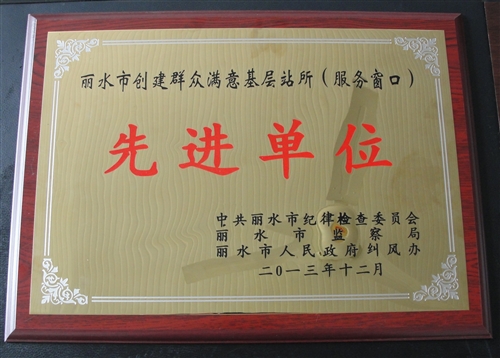 丽水市创建群众满意基层站所（服务窗口）
先进单位
中共丽水市纪律检查委员会
丽水市监察局
丽水市人民政府纠风办
二〇一三年十二月